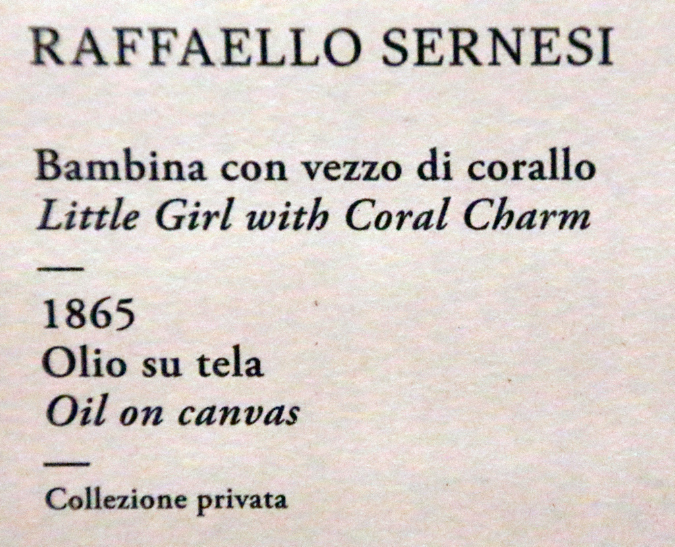 RAFFAELLO SERNESI
Bambina con vezzo di corallo
Little Girl with Coral Charm
—
1865
Olio su tela
Oil on canvas
—
Collezione privata